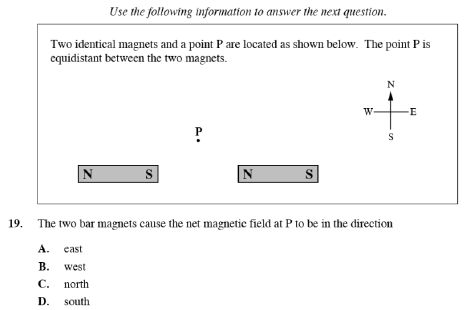 Use the following information to answer the next question.
Two identical magnets and a point P are located as shown below. The point P is
equidistant between the two magnets.
N
W E
S
P
N S N S
19. The two bar magnets cause the net magnetic field at P to be in the direction
A. east
B. west
C. north
D. south